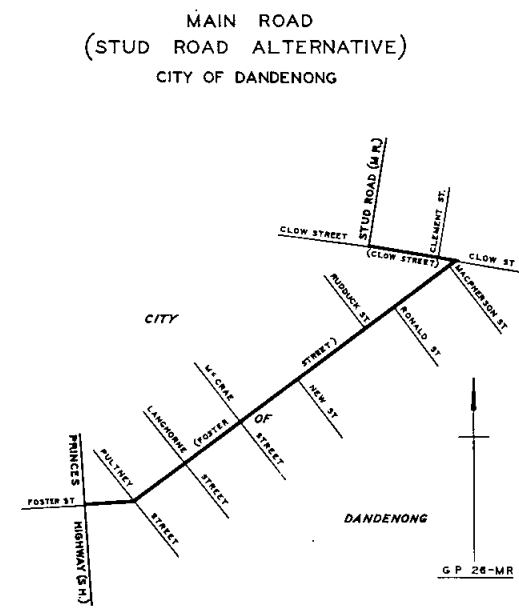 MAIN ROAD
(STUD ROAD ALTERNATIVE)
CITY OF DANDENONG
STUD ROAD (M R.)
CLEMENT ST.
CLOW STREET
(CLOW STREET)
CLOW ST
MACPHERSON ST
RUDDUCK ST
RONALD ST
CITY
STREET)
NEW ST
McCRAE
STREET
OF
(FOSTER
LANGHORNE
STREET
PULTNEY
STREET
PRINCES
HIGHWAY (S H.)
FOSTER ST
DANDENONG
G P 26-MR